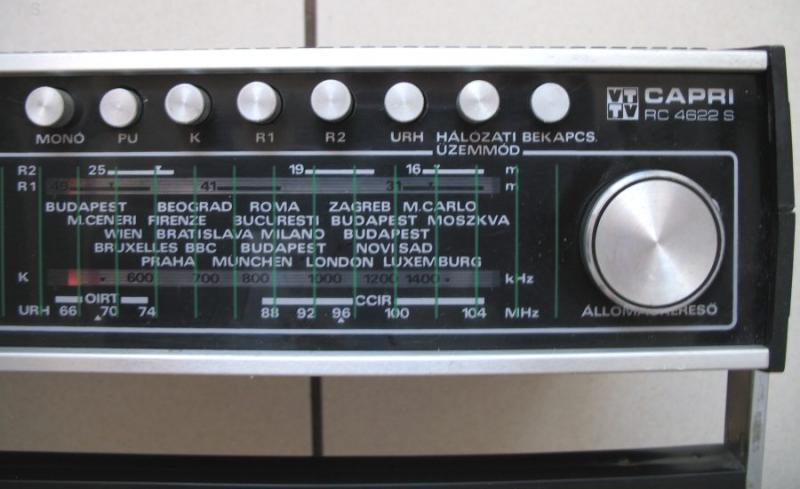 VT TV CAPRI
RC 4622 S
MONÓ PU K R1 R2 URH HÁLÓZATI BEKAPCS.
ÜZEMMÓD
R2 25 19 16 m
R1 49 41 31 m
BUDAPEST BEOGRAD ROMA ZAGREB M.CARLO
M.CENERI FIRENZE BUCURESTI BUDAPEST MOSZKVA
WIEN BRATISLAVA MILANO BUDAPEST
BRUXELLES BBC BUDAPEST NOVI SAD
PRAHA MÜNCHEN LONDON LUXEMBURG
K 600 700 800 1000 1200 1400 kHz
OIRT CCIR
URH 66 70 74 88 92 96 100 104 MHz
ÁLLOMÁSKERESŐ